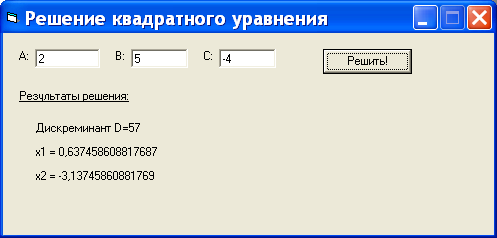 Решение квадратного уравнения
A: 2 B: 5 C: -4 Решить!
Результаты решения:
Дискреминант D=57
x1 = 0,637458608817687
x2 = -3,13745860881769